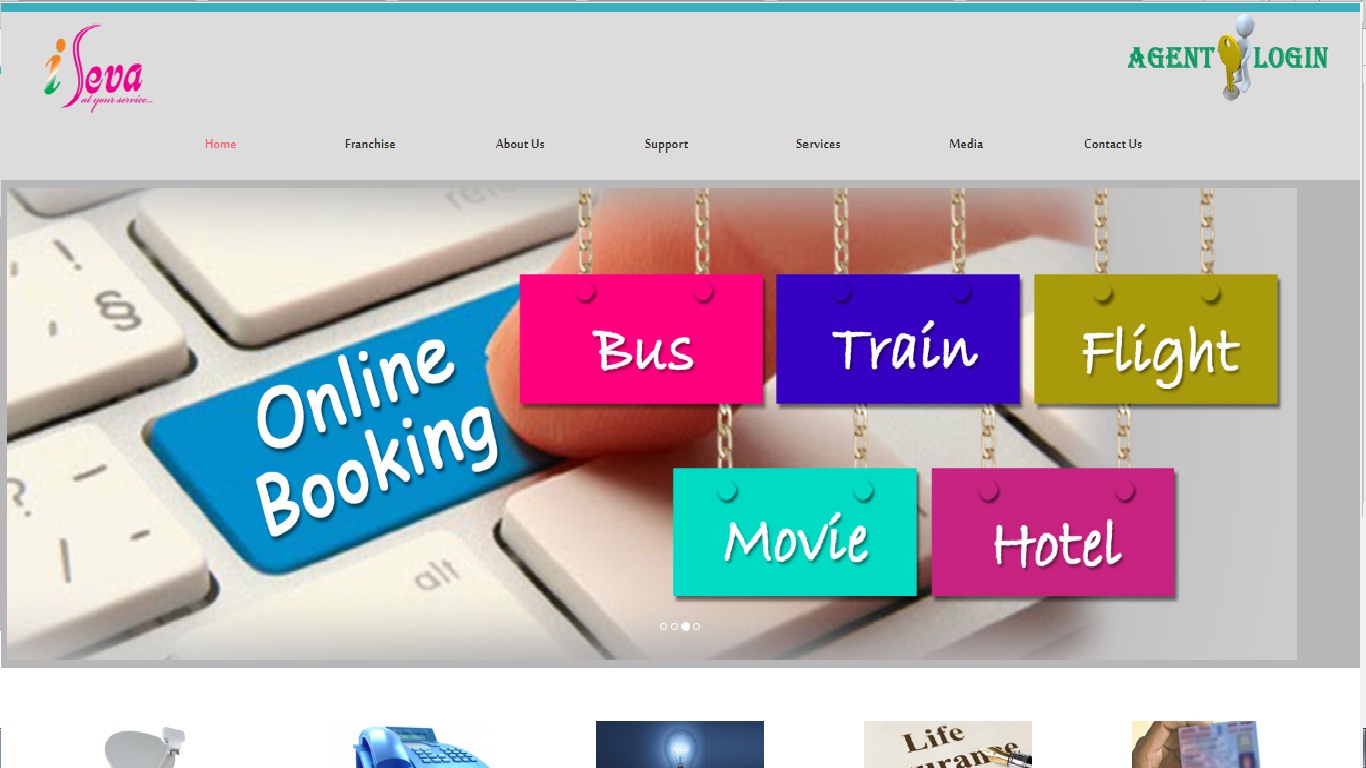 iSeva
at your service...
AGENT LOGIN
Home
Franchise
About Us
Support
Services
Media
Contact Us
Online
Booking
Bus
Train
Flight
Movie
Hotel
alt
Life